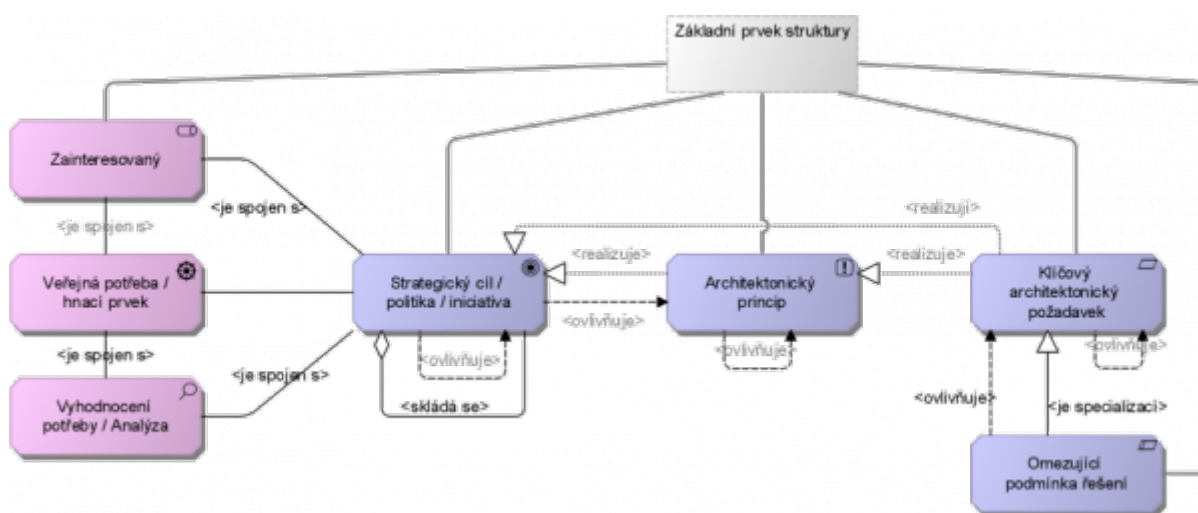 Základní prvek struktury
Zainteresovaný
<je spojen s>
<je spojen s>
<realizují>
<realizuje>
<realizuje>
Veřejná potřeba /
hnací prvek
Strategický cíl /
politika / iniciativa
Architektonický
princip
Klíčový
architektonický
požadavek
<ovlivňuje>
<je spojen s>
<je spojen s>
<ovlivňuje>
<ovlivňuje>
<ovlivňuje>
<skládá se>
<ovlivňuje>
<je specializací>
Vyhodnocení
potřeby / Analýza
Omezující
podmínka řešení